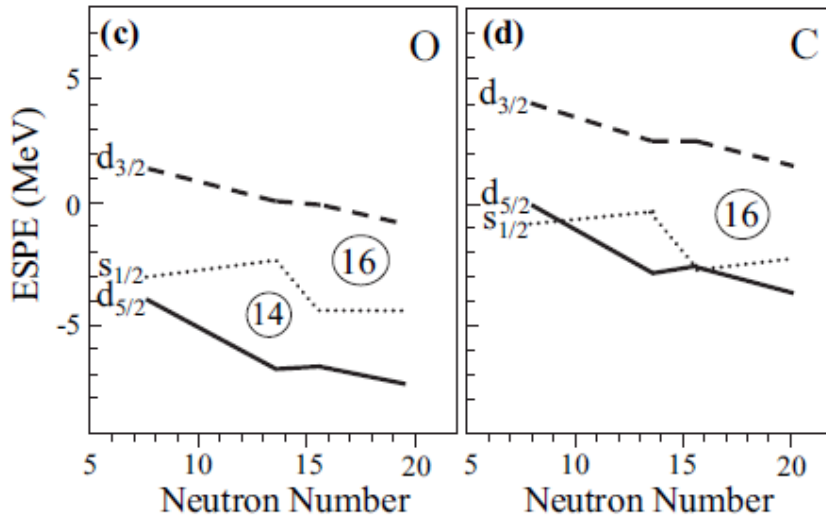 (c)
O
ESPE (MeV)
5
0
-5
d3/2
s1/2
d5/2
16
14
5
10
15
20
Neutron Number
(d)
C
d3/2
d5/2
s1/2
16
5
10
15
20
Neutron Number